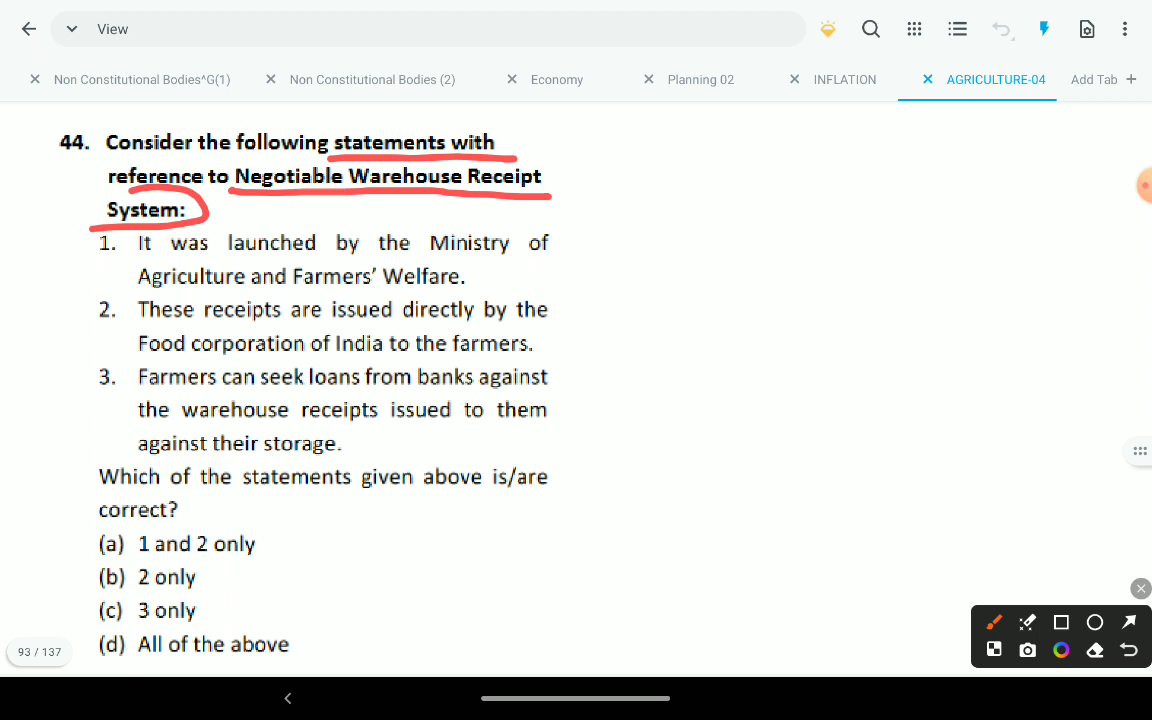 View
Non Constitutional Bodies^G(1)
Non Constitutional Bodies (2)
Economy
Planning 02
INFLATION
AGRICULTURE-04
Add Tab +
44. Consider the following statements with
reference to Negotiable Warehouse Receipt
System:
1. It was launched by the Ministry of
Agriculture and Farmers’ Welfare.
2. These receipts are issued directly by the
Food corporation of India to the farmers.
3. Farmers can seek loans from banks against
the warehouse receipts issued to them
against their storage.
Which of the statements given above is/are
correct?
(a) 1 and 2 only
(b) 2 only
(c) 3 only
(d) All of the above
93 / 137